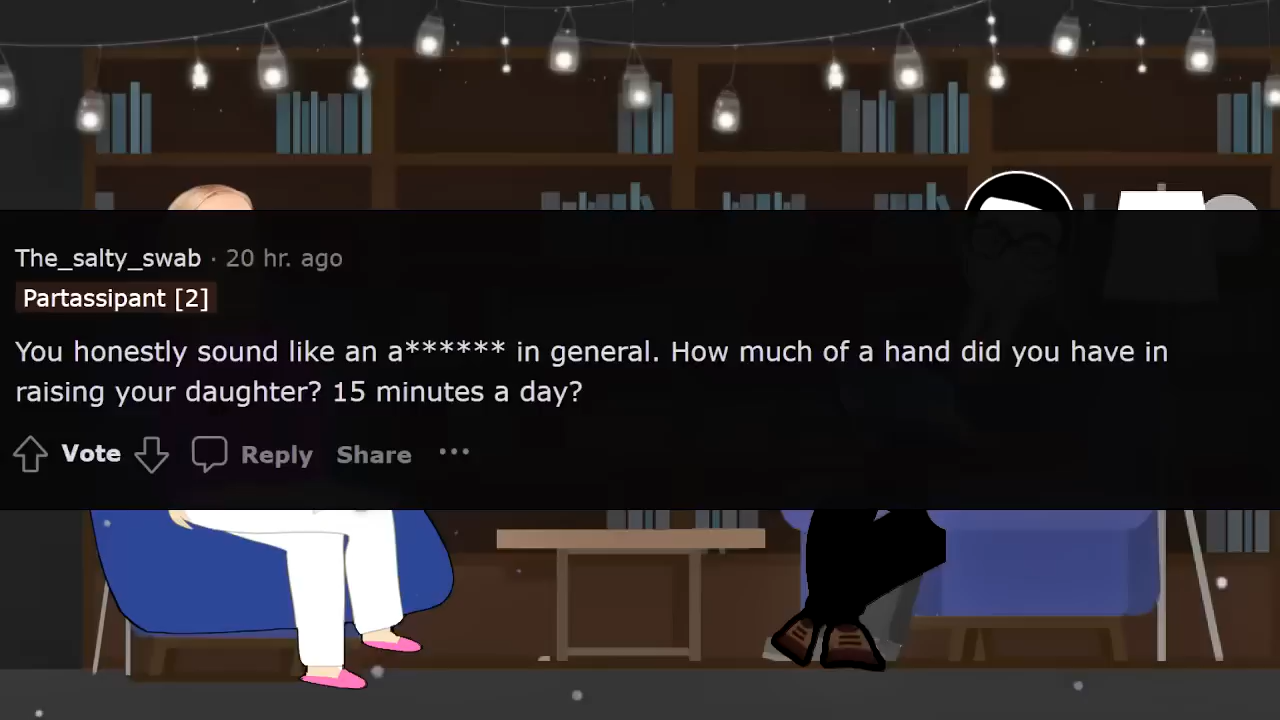 The_salty_swab · 20 hr. ago
Partassipant [2]
You honestly sound like an a****** in general. How much of a hand did you have in
raising your daughter? 15 minutes a day?
Vote Reply Share ···